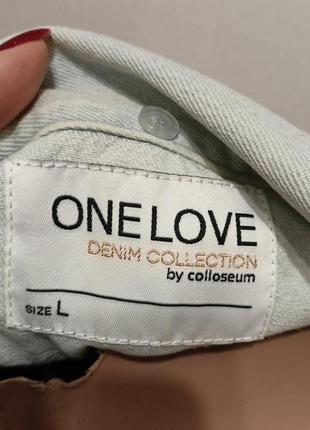 ONE LOVE
DENIM COLLECTION
by colloseum
SIZE L